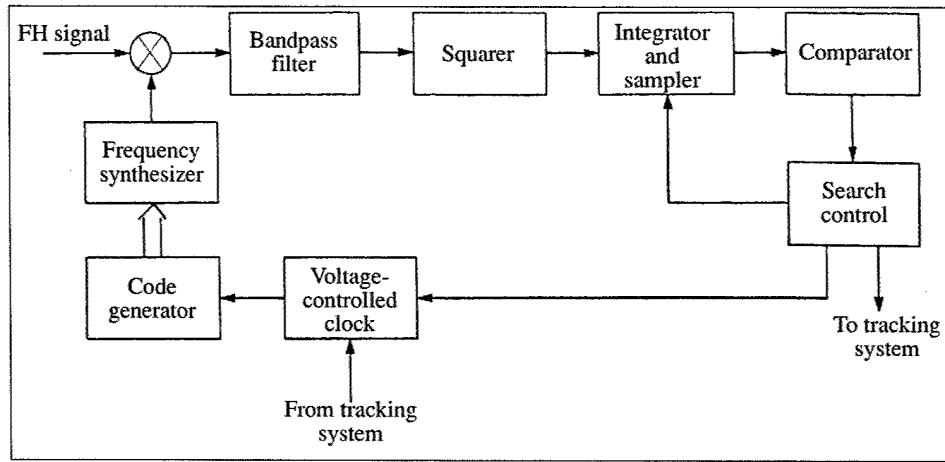 FH signal
Bandpass
filter
Squarer
Integrator
and
sampler
Comparator
Frequency
synthesizer
Search
control
Code
generator
Voltage-
controlled
clock
To tracking
system
From tracking
system